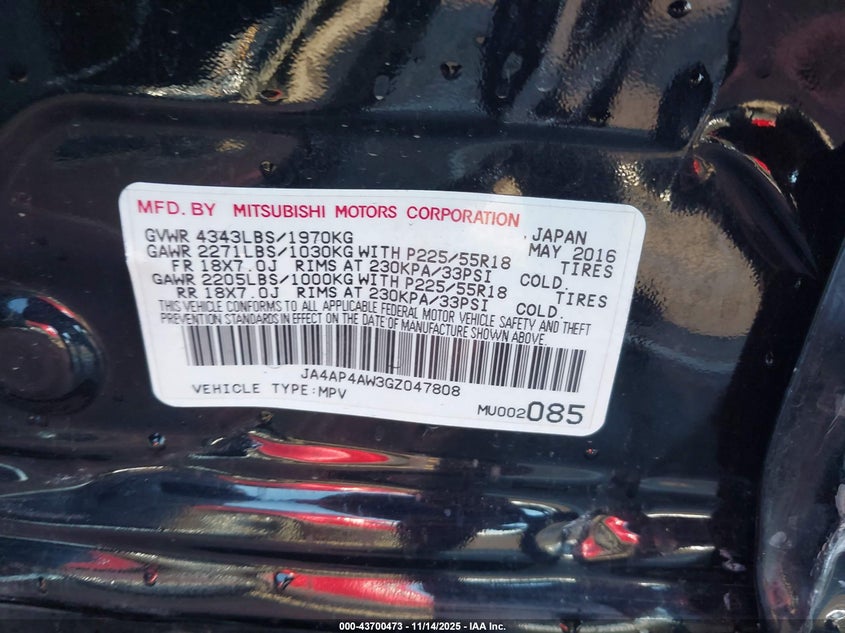 MFD. BY MITSUBISHI MOTORS CORPORATION
JAPAN
GVWR 4343LBS/1970KG MAY 2016
GAWR 2271LBS/1030KG WITH P225/55R18 TIRES
FR 18X7.0J RIMS AT 230KPA/33PSI COLD.
GAWR 2205LBS/1000KG WITH P225/55R18 TIRES
RR 18X7.0J RIMS AT 230KPA/33PSI COLD.
THIS VEHICLE CONFORMS TO ALL APPLICABLE FEDERAL MOTOR VEHICLE SAFETY AND THEFT
PREVENTION STANDARDS IN EFFECT ON THE DATE OF MANUFACTURE SHOWN ABOVE.
JA4AP4AW3GZ047808
VEHICLE TYPE:MPV MU002085
000-43700473 - 11/14/2025 - IAA Inc.